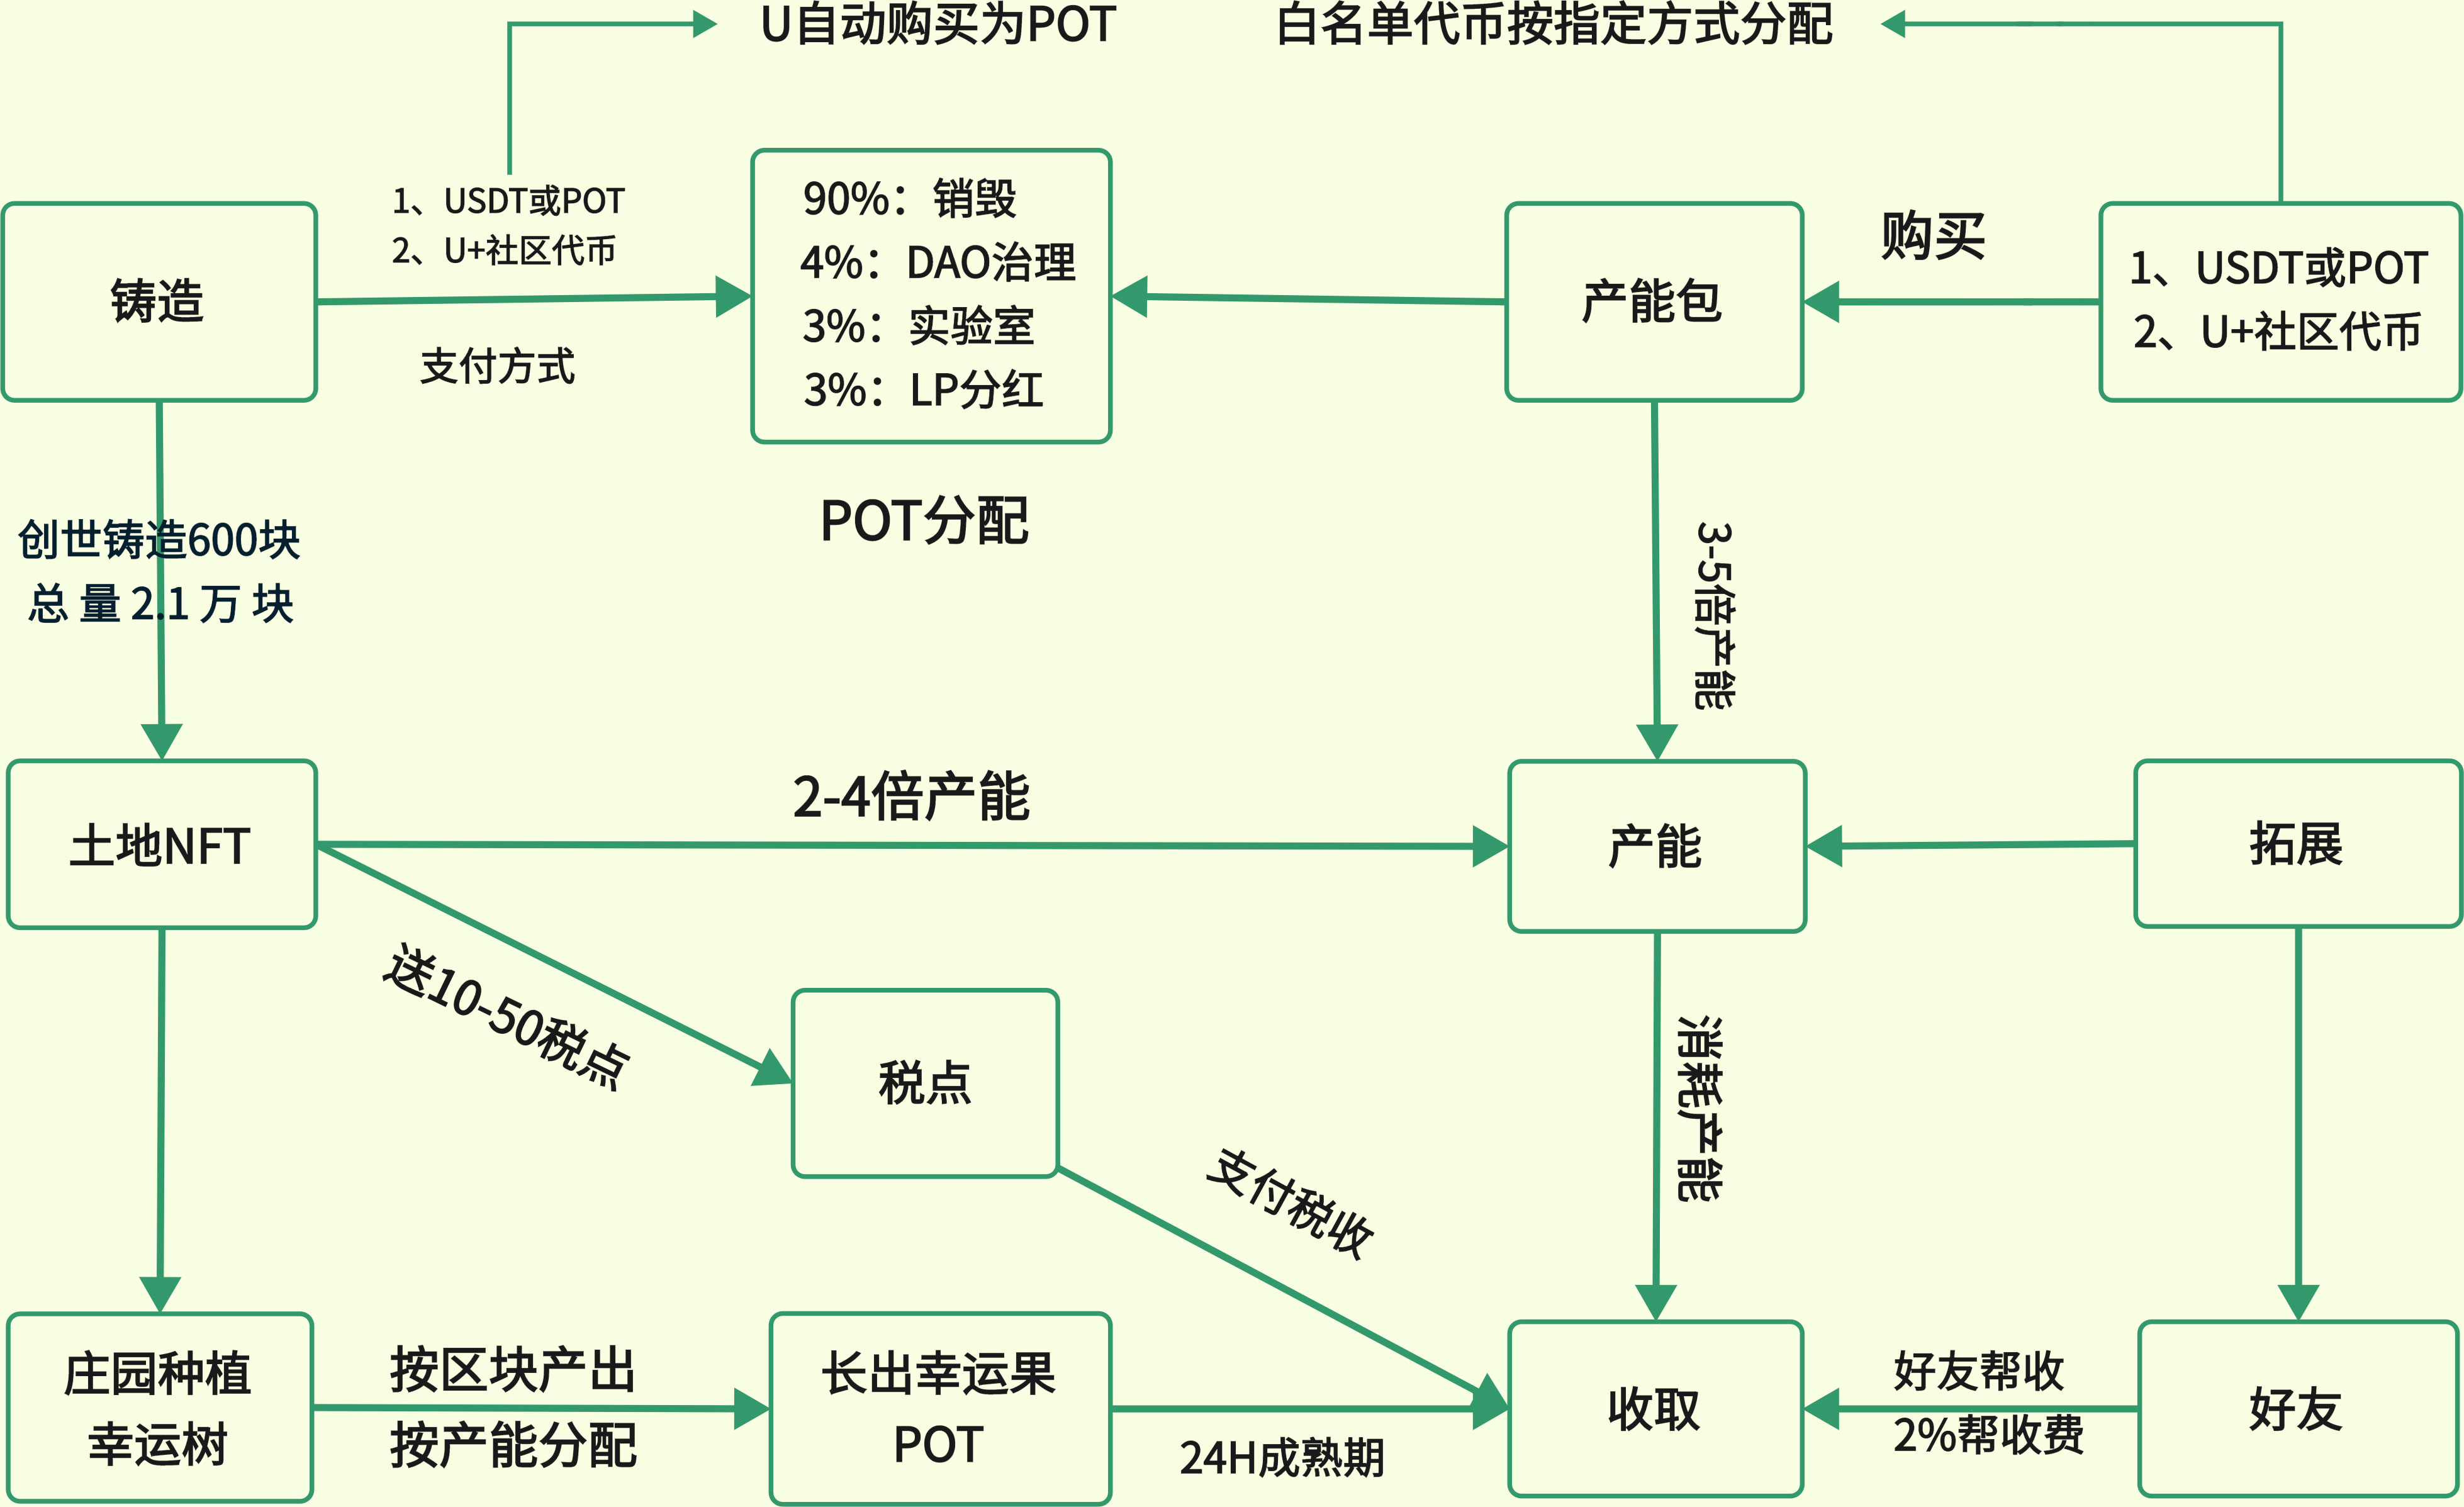 U自动购买为POT
白名单代币按指定方式分配
1、USDT或POT
2、U+社区代币
铸造
支付方式
90%：销毁
4%：DAO治理
3%：实验室
3%：LP分红
POT分配
产能包
购买
1、USDT或POT
2、U+社区代币
创世铸造600块
总 量 2.1 万 块
3-5倍产能
土地NFT
2-4倍产能
产能
拓展
送10-50税点
税点
支付税收
消耗产能
庄园种植
幸运树
按区块产出
按产能分配
长出幸运果
POT
24H成熟期
收取
好友帮收
2%帮收费
好友